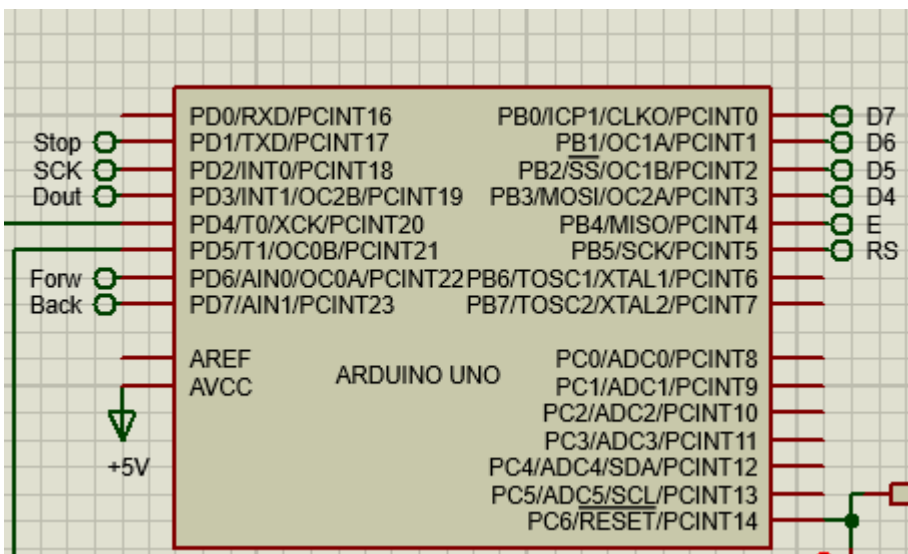 PD0/RXD/PCINT16 PB0/ICP1/CLKO/PCINT0 D7
Stop PD1/TXD/PCINT17 PB1/OC1A/PCINT1 D6
SCK PD2/INT0/PCINT18 PB2/SS/OC1B/PCINT2 D5
Dout PD3/INT1/OC2B/PCINT19 PB3/MOSI/OC2A/PCINT3 D4
PD4/T0/XCK/PCINT20 PB4/MISO/PCINT4 E
PD5/T1/OC0B/PCINT21 PB5/SCK/PCINT5 RS
Forw PD6/AIN0/OC0A/PCINT22 PB6/TOSC1/XTAL1/PCINT6
Back PD7/AIN1/PCINT23 PB7/TOSC2/XTAL2/PCINT7
AREF PC0/ADC0/PCINT8
AVCC ARDUINO UNO PC1/ADC1/PCINT9
PC2/ADC2/PCINT10
PC3/ADC3/PCINT11
+5V PC4/ADC4/SDA/PCINT12
PC5/ADC5/SCL/PCINT13
PC6/RESET/PCINT14